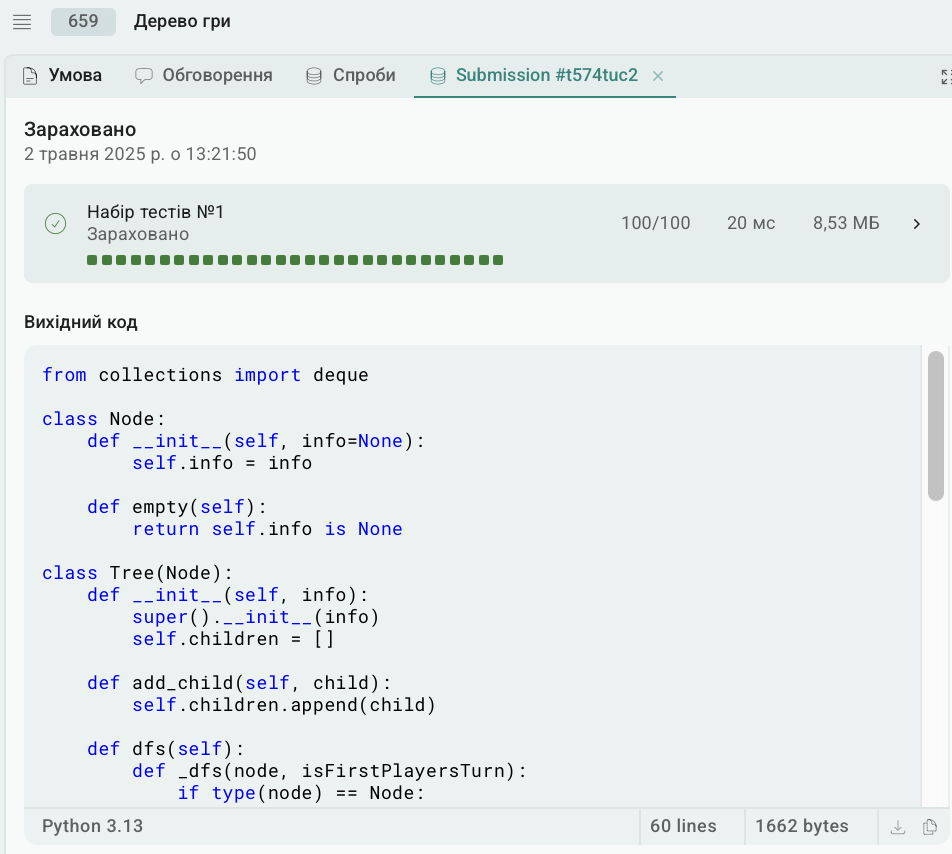 659 Дерево гри
Умова Обговорення Спроби Submission #t574tuc2
Зараховано
2 травня 2025 р. о 13:21:50
Набір тестів №1
Зараховано
100/100 20 мс 8,53 МБ
Вихідний код
from collections import deque
class Node:
    def __init__(self, info=None):
        self.info = info
    def empty(self):
        return self.info is None
class Tree(Node):
    def __init__(self, info):
        super().__init__(info)
        self.children = []
    def add_child(self, child):
        self.children.append(child)
    def dfs(self):
        def _dfs(node, isFirstPlayersTurn):
            if type(node) == Node:
Python 3.13 60 lines 1662 bytes